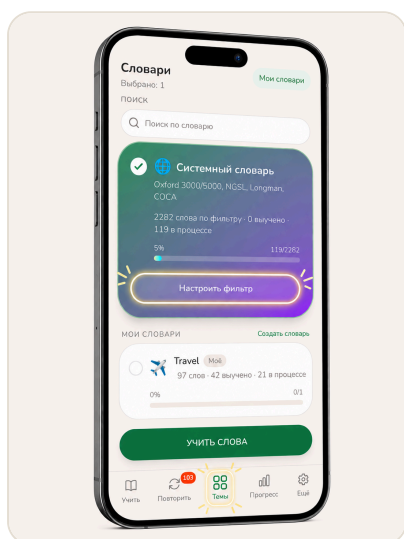 Словари
Мои словари
Выбрано: 1
ПОИСК
Поиск по словарю
Системный словарь
Oxford 3000/5000, NGSL, Longman,
COCA
2282 слова по фильтру · 0 выучено ·
119 в процессе
5%
119/2282
Настроить фильтр
МОИ СЛОВАРИ
Создать словарь
Travel
Моё
97 слов · 42 выучено · 21 в процессе
0%
0/1
УЧИТЬ СЛОВА
103
Учить
Повторить
Темы
Прогресс
Ещё